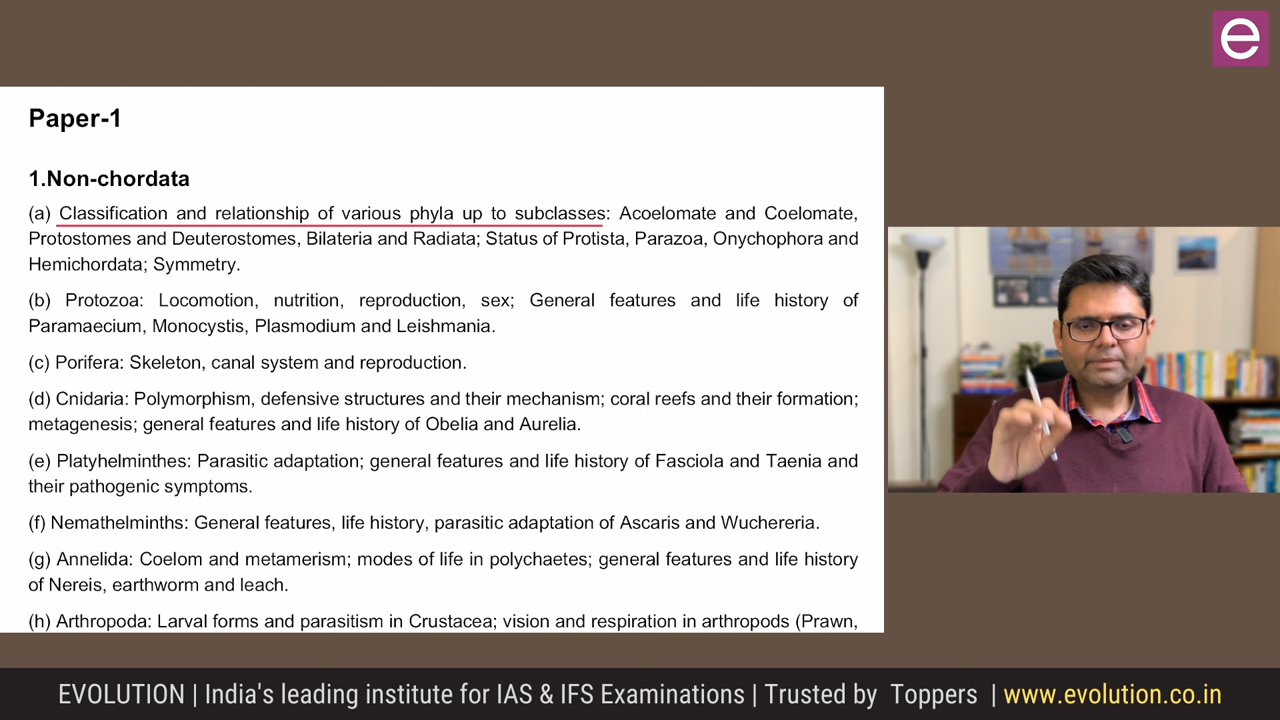 e
Paper-1
1.Non-chordata
(a) Classification and relationship of various phyla up to subclasses: Acoelomate and Coelomate,
Protostomes and Deuterostomes, Bilateria and Radiata; Status of Protista, Parazoa, Onychophora and
Hemichordata; Symmetry.
(b) Protozoa: Locomotion, nutrition, reproduction, sex; General features and life history of
Paramaecium, Monocystis, Plasmodium and Leishmania.
(c) Porifera: Skeleton, canal system and reproduction.
(d) Cnidaria: Polymorphism, defensive structures and their mechanism; coral reefs and their formation;
metagenesis; general features and life history of Obelia and Aurelia.
(e) Platyhelminthes: Parasitic adaptation; general features and life history of Fasciola and Taenia and
their pathogenic symptoms.
(f) Nemathelminths: General features, life history, parasitic adaptation of Ascaris and Wuchereria.
(g) Annelida: Coelom and metamerism; modes of life in polychaetes; general features and life history
of Nereis, earthworm and leach.
(h) Arthropoda: Larval forms and parasitism in Crustacea; vision and respiration in arthropods (Prawn,
EVOLUTION | India's leading institute for IAS & IFS Examinations | Trusted by Toppers | www.evolution.co.in